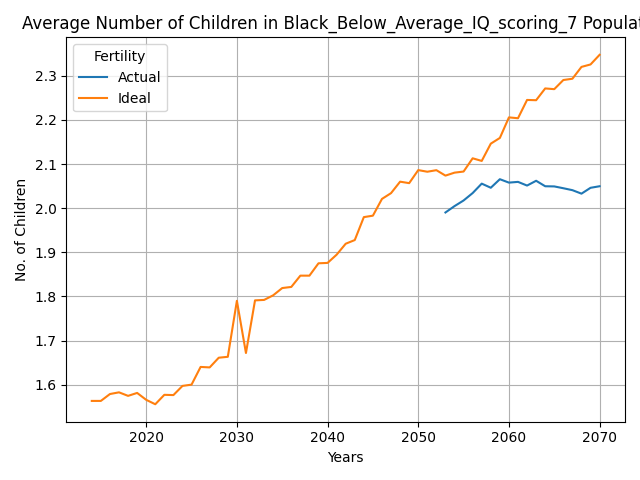 Average Number of Children in Black_Below_Average_IQ_scoring_7 Populat
Fertility
Actual
Ideal
No. of Children
2.3
2.2
2.1
2.0
1.9
1.8
1.7
1.6
2020 2030 2040 2050 2060 2070
Years